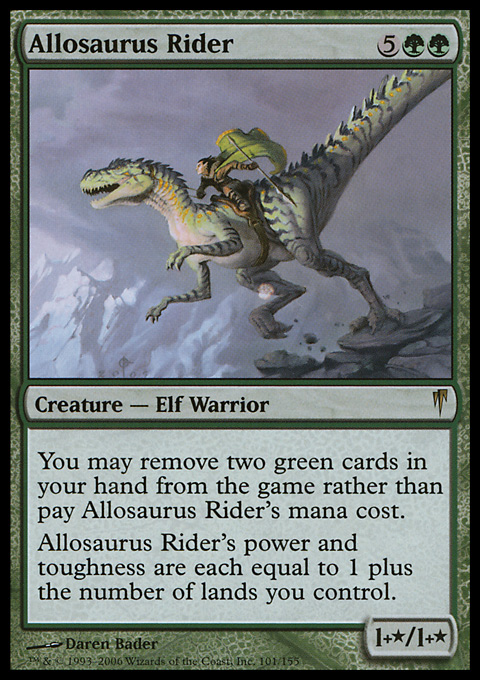 Allosaurus Rider 5
Creature — Elf Warrior
You may remove two green cards in
your hand from the game rather than
pay Allosaurus Rider's mana cost.
Allosaurus Rider's power and
toughness are each equal to 1 plus
the number of lands you control.
1+★/1+★
Daren Bader
™ & © 1993–2006 Wizards of the Coast, Inc. 101/155